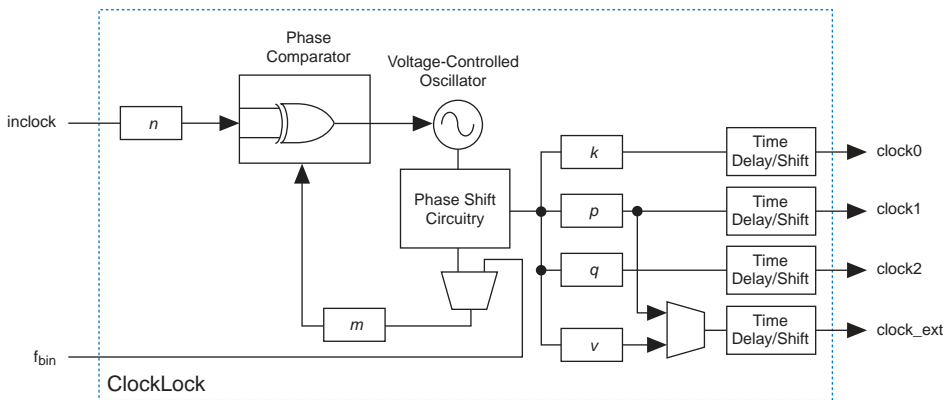 Phase
Comparator
Voltage-Controlled
Oscillator
inclock
n
k
Time
Delay/Shift
clock0
Phase Shift
Circuitry
p
Time
Delay/Shift
clock1
q
Time
Delay/Shift
clock2
m
v
Time
Delay/Shift
clock_ext
fbin
ClockLock